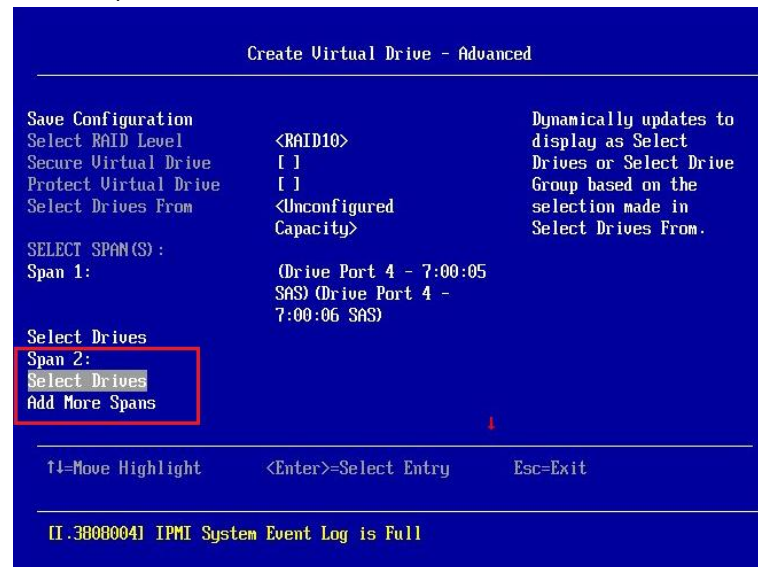 Create Virtual Drive - Advanced
Save Configuration
Select RAID Level <RAID10>
Secure Virtual Drive [ ]
Protect Virtual Drive [ ]
Select Drives From <Unconfigured
Capacity>
Dynamically updates to
display as Select
Drives or Select Drive
Group based on the
selection made in
Select Drives From.
SELECT SPAN(S):
Span 1: (Drive Port 4 - 7:00:05
SAS)(Drive Port 4 -
7:00:06 SAS)
Select Drives
Span 2:
Select Drives
Add More Spans
↓
↑↓=Move Highlight <Enter>=Select Entry Esc=Exit
[I.3808004] IPMI System Event Log is Full